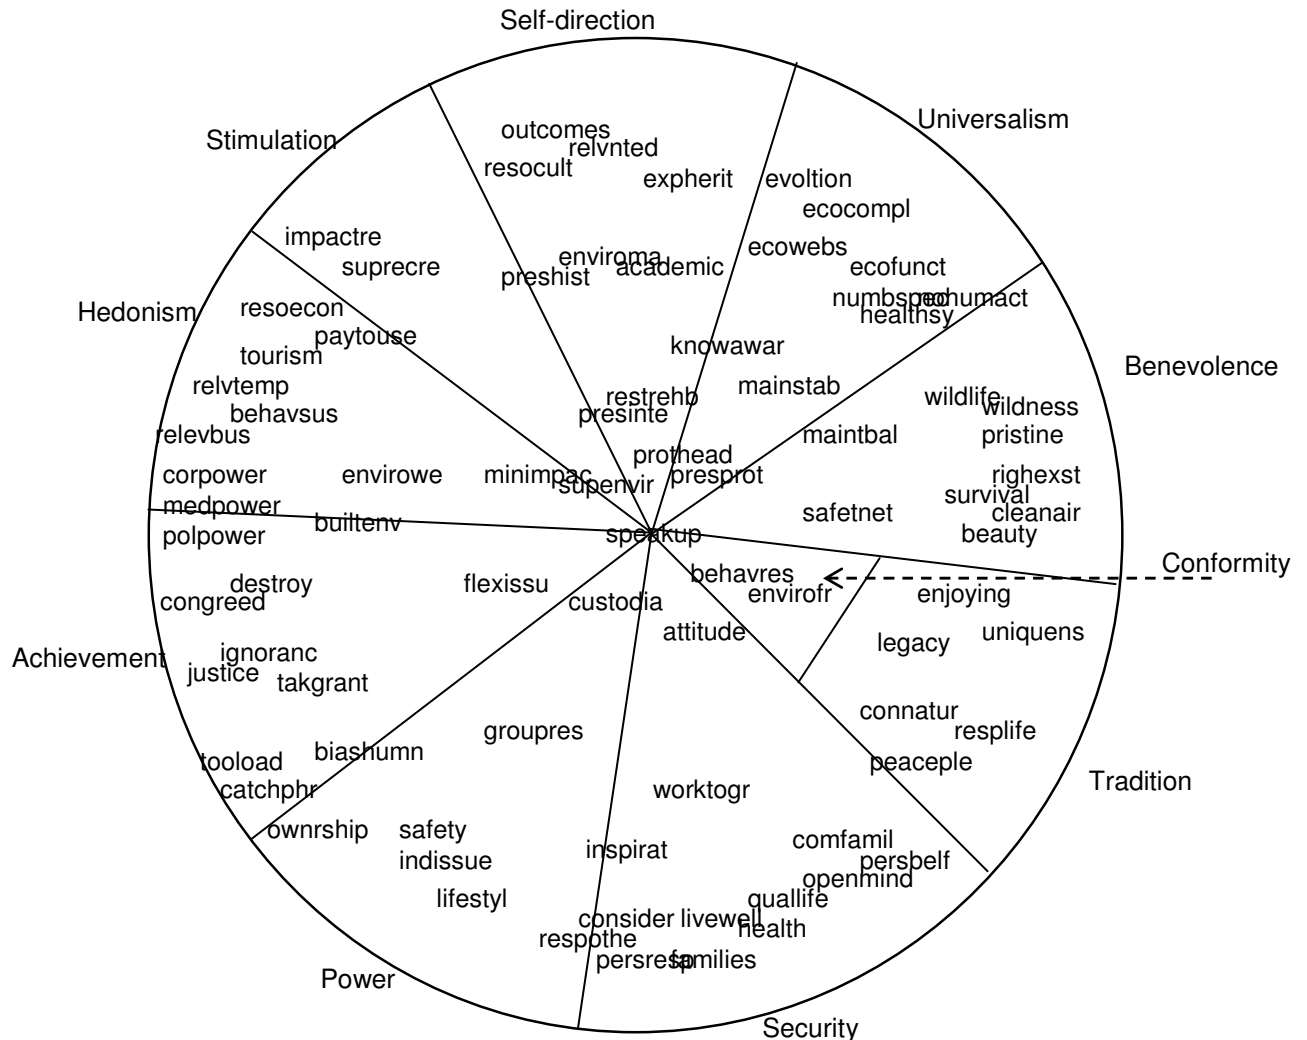 Self-direction
Universalism
Stimulation
outcomes
relvnted
resocult
expherit
evoltion
ecocompl
impactre
suprecre
enviroma
academic
preshist
ecowebs
ecofunct
Hedonism
resoecon
paytouse
numbsped
nohumact
healthsy
tourism
knowawar
Benevolence
relvtemp
behavsus
restrehb
presinte
mainstab
wildlife
wildness
relevbus
prothead
maintbal
pristine
corpower
envirowe
minimpac
supenvir
presprot
righexst
survival
medpower
builtenv
safetnet
cleanair
polpower
speakup
beauty
Conformity
destroy
congreed
flexissu
custodia
behavres
envirofr
enjoying
attitude
legacy
uniquens
Achievement
ignoranc
justice
takgrant
connatur
resplife
groupres
biashumn
tooload
catchphr
peaceple
Tradition
worktogr
ownrship
safety
indissue
inspirat
comfamil
persbelf
openmind
lifestyl
quallife
consider
livewell
health
respothe
persresp
families
Power
Security